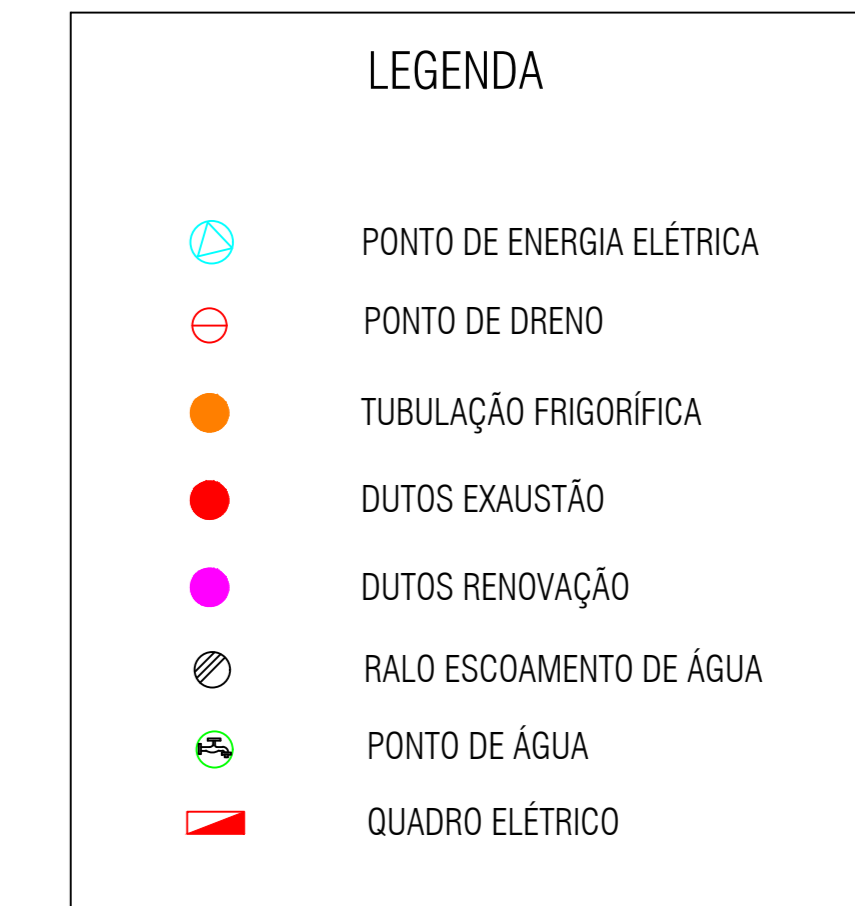 LEGENDA
PONTO DE ENERGIA ELÉTRICA
PONTO DE DRENO
TUBULAÇÃO FRIGORÍFICA
DUTOS EXAUSTÃO
DUTOS RENOVAÇÃO
RALO ESCOAMENTO DE ÁGUA
PONTO DE ÁGUA
QUADRO ELÉTRICO